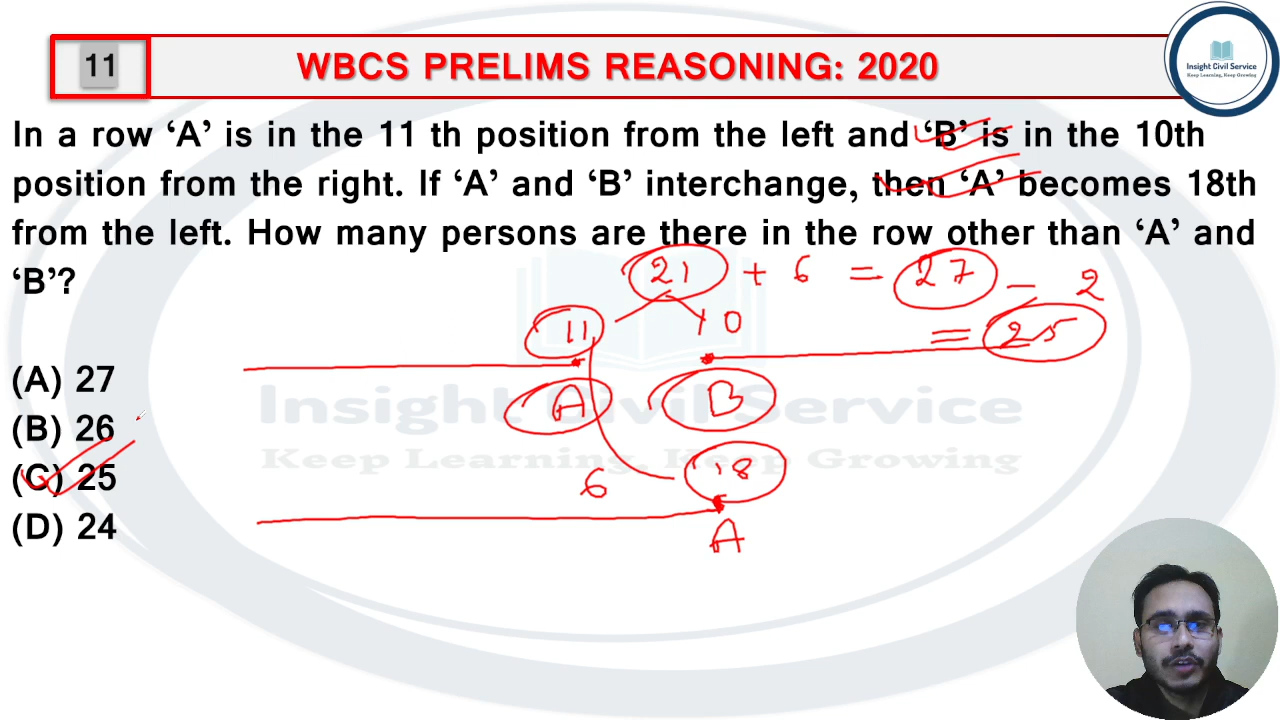 11
WBCS PRELIMS REASONING: 2020
Insight Civil Service
Keep Learning, Keep Growing
In a row ‘A’ is in the 11 th position from the left and ‘B’ is in the 10th
position from the right. If ‘A’ and ‘B’ interchange, then ‘A’ becomes 18th
from the left. How many persons are there in the row other than ‘A’ and
‘B’?
21 + 6 = 27 - 2
= 25
11 10
A B
(A) 27
(B) 26
(C) 25
(D) 24
Insight Civil Service
Keep Learning, Keep Growing
6 18
A